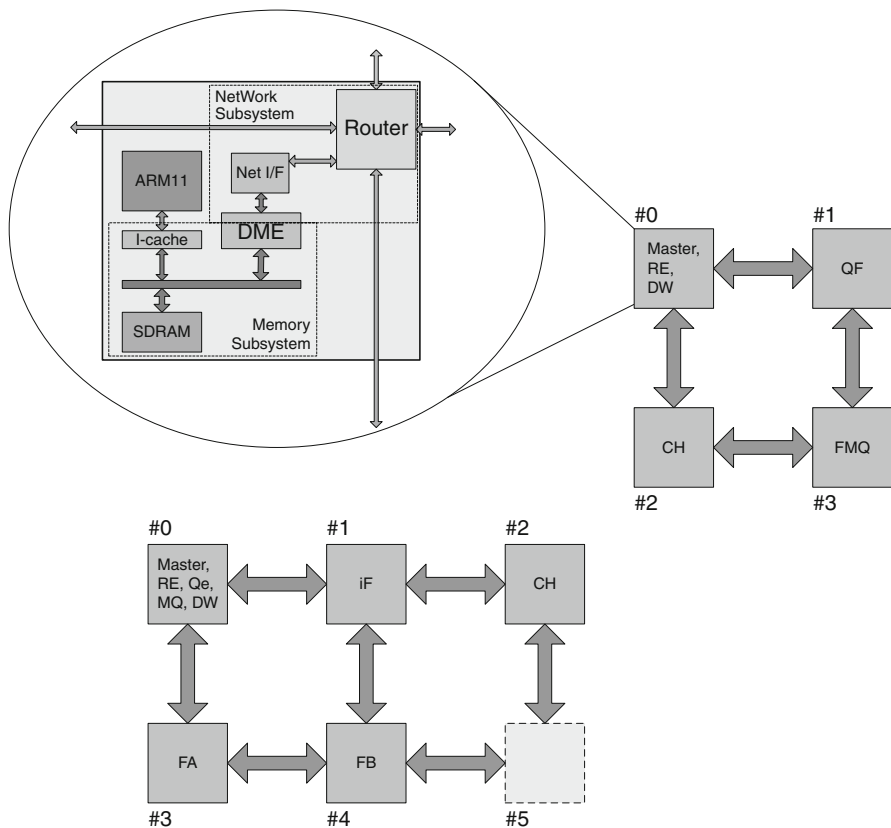 NetWork
Subsystem
Router
ARM11
Net I/F
I-cache
DME
SDRAM
Memory
Subsystem
#0
#1
Master,
RE,
DW
QF
CH
FMQ
#2
#3
#0
#1
#2
Master,
RE, Qe,
MQ, DW
iF
CH
FA
FB
#3
#4
#5